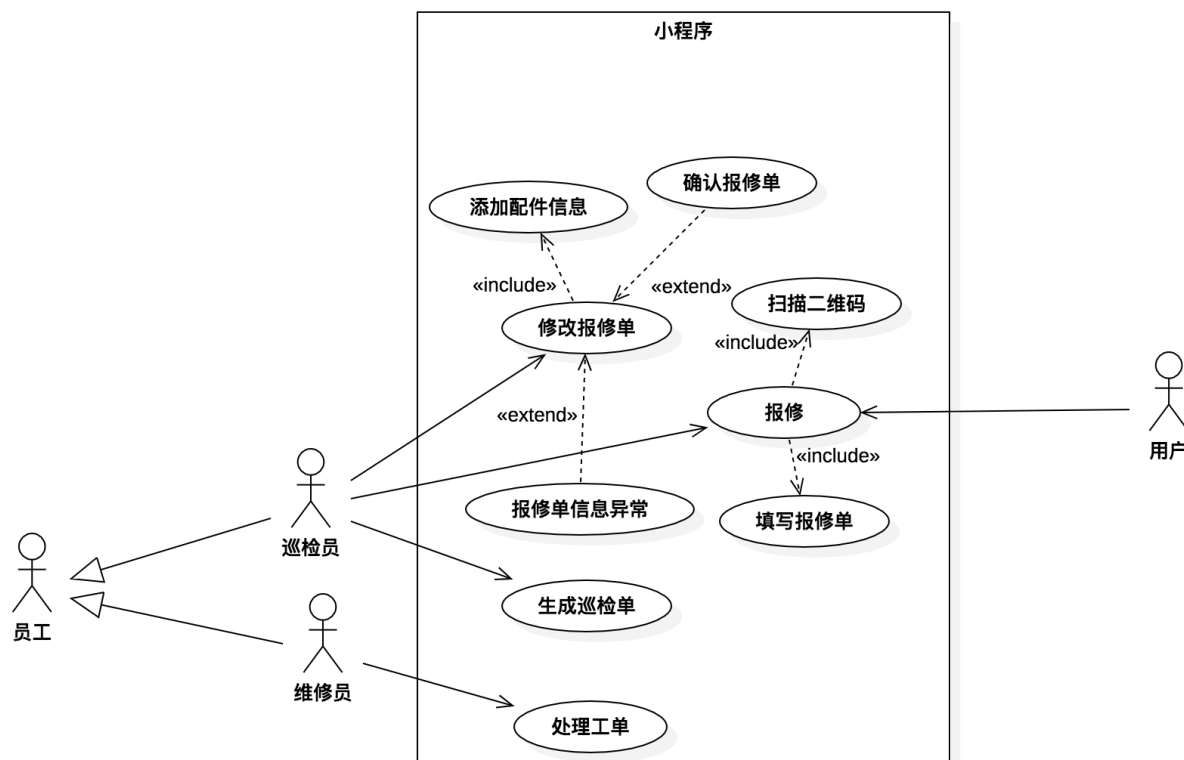 小程序
确认报修单
添加配件信息
«include»
«extend»
扫描二维码
修改报修单
«include»
报修
«extend»
«include»
用户
报修单信息异常
填写报修单
巡检员
生成巡检单
员工
维修员
处理工单